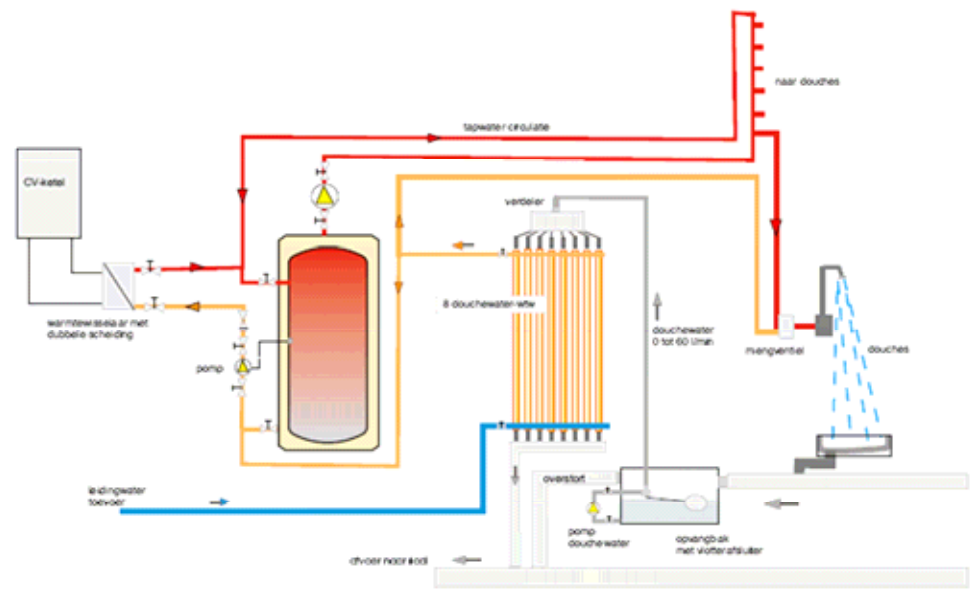 naar douches
tapwater circulatie
CV-ketel
verdeler
8 douchewater-wtw
warmtewisselaar met
dubbele scheiding
douchewater
0 tot 60 l/min
mengventiel
douches
pomp
leidingwater
toevoer
overstort
pomp
douchewater
opvangbak
met vlotterafsluiter
afvoer naar riool